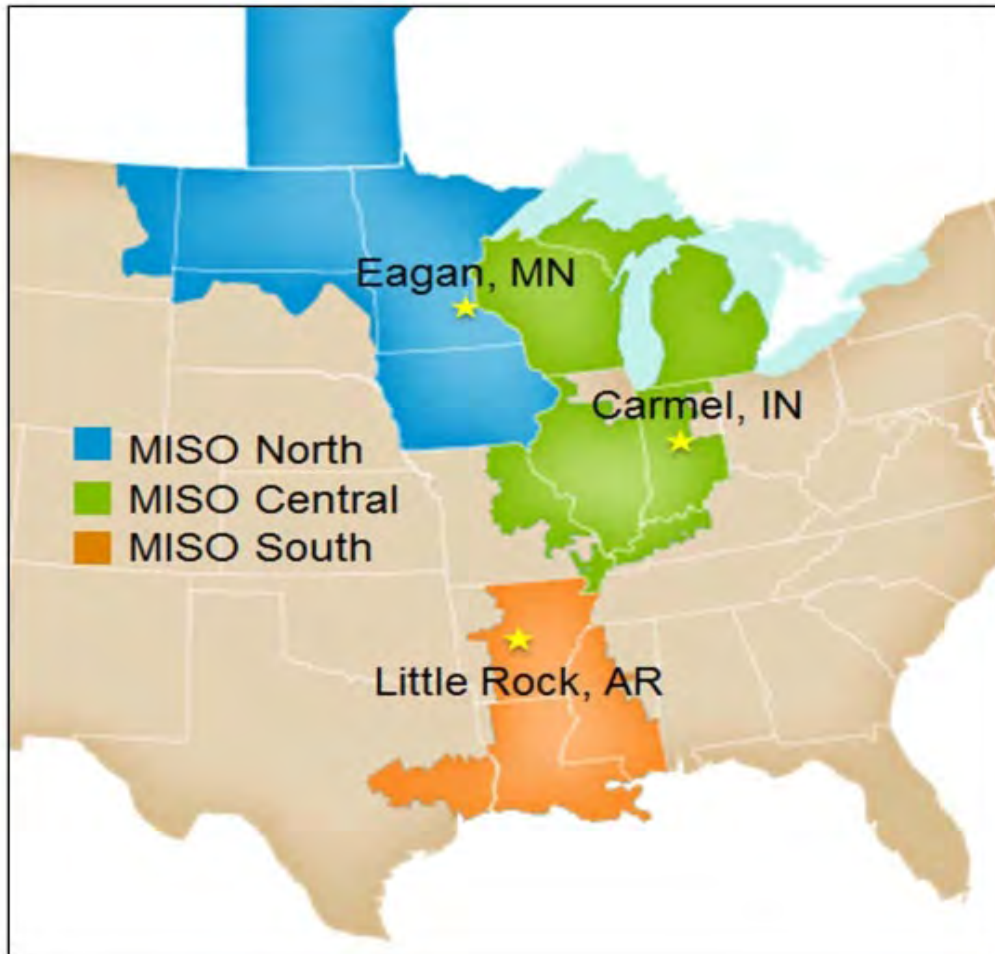 Eagan, MN
Carmel, IN
MISO North
MISO Central
MISO South
Little Rock, AR